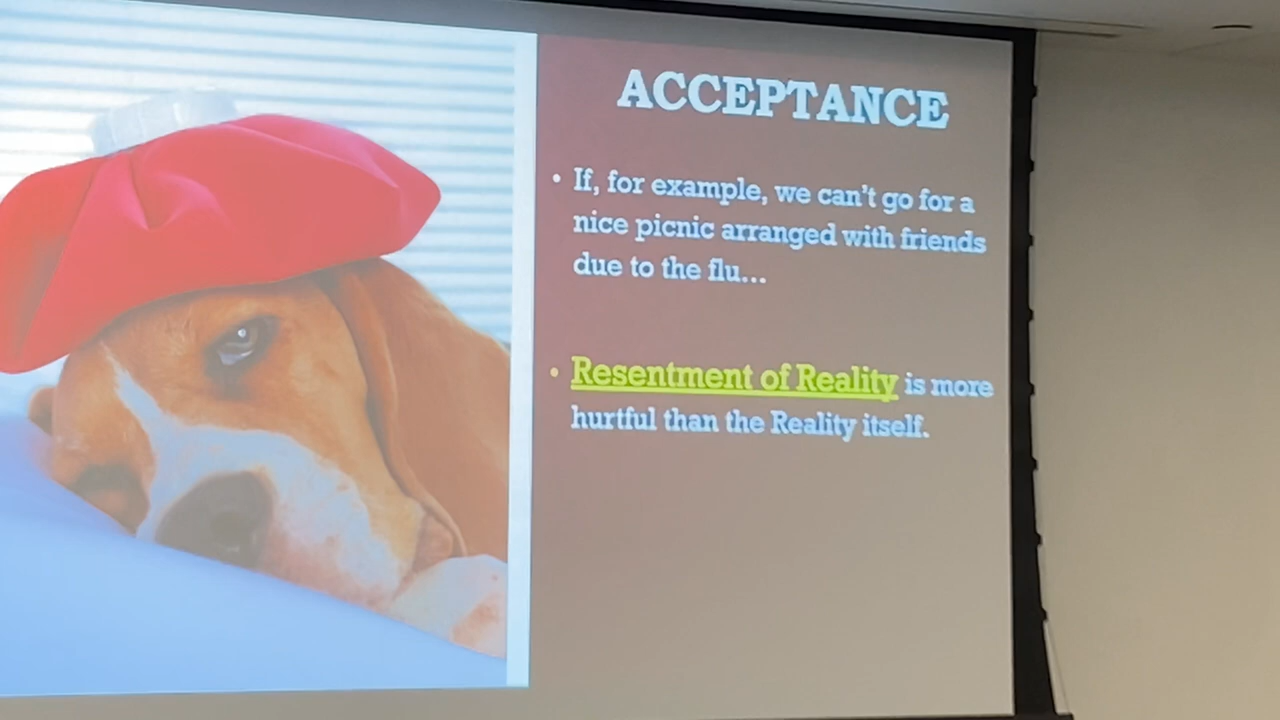 ACCEPTANCE
• If, for example, we can't go for a
nice picnic arranged with friends
due to the flu...
• Resentment of Reality is more
hurtful than the Reality itself.